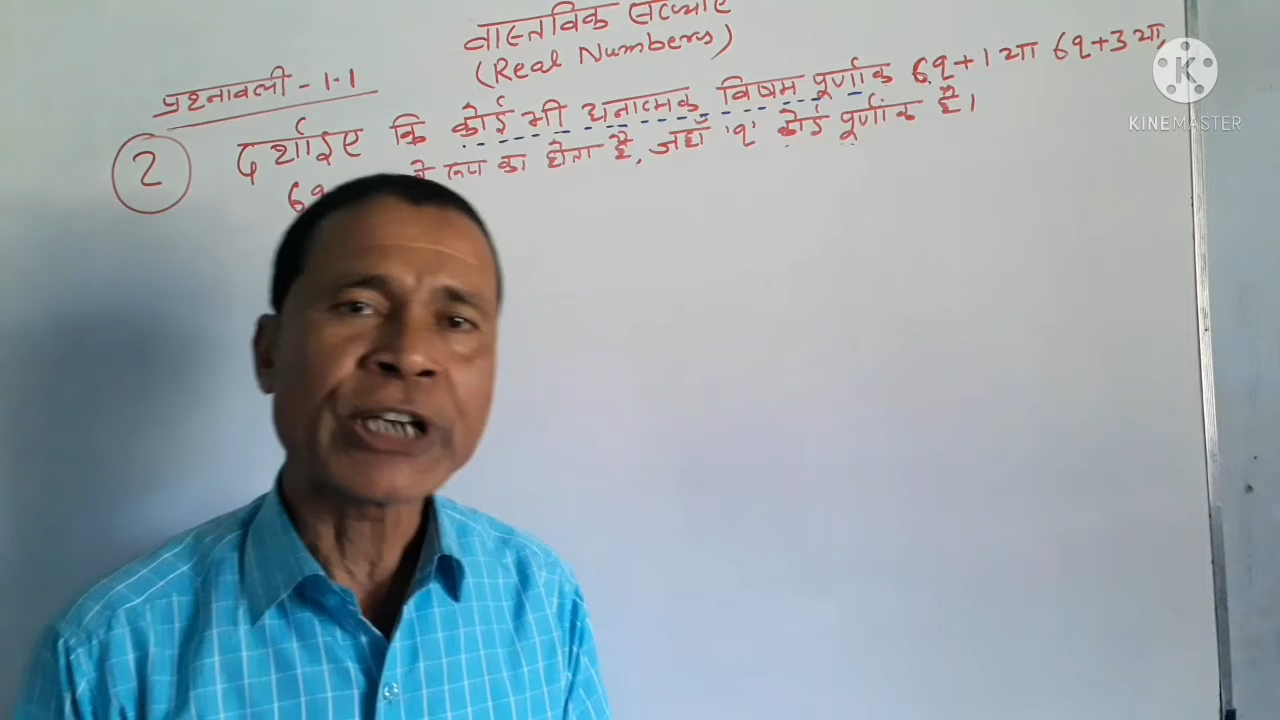 वास्तविक संख्याएँ
(Real Numbers)
प्रश्नावली - 1.1
2 दर्शाइए कि कोई भी धनात्मक विषम पूर्णांक 6q+1 या 6q+3 या,
6q के रूप का होता है, जहाँ 'q' कोई पूर्णांक है।
K
KINEMASTER